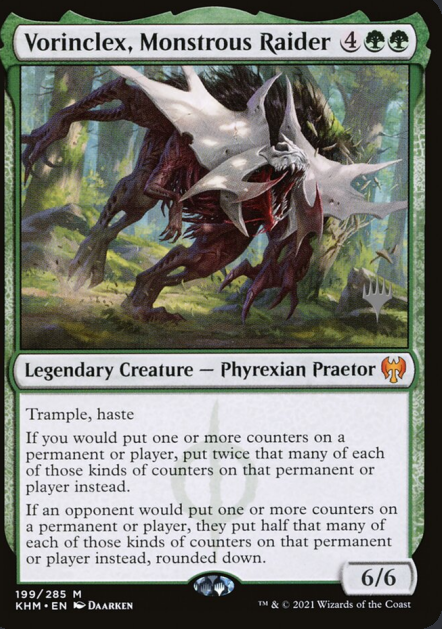 Vorinclex, Monstrous Raider 4
Legendary Creature — Phyrexian Praetor
Trample, haste
If you would put one or more counters on a
permanent or player, put twice that many of each
of those kinds of counters on that permanent or
player instead.
If an opponent would put one or more counters on
a permanent or player, they put half that many of
each of those kinds of counters on that permanent
or player instead, rounded down.
6/6
199/285 M
KHM • EN DAARKEN
™ & © 2021 Wizards of the Coast